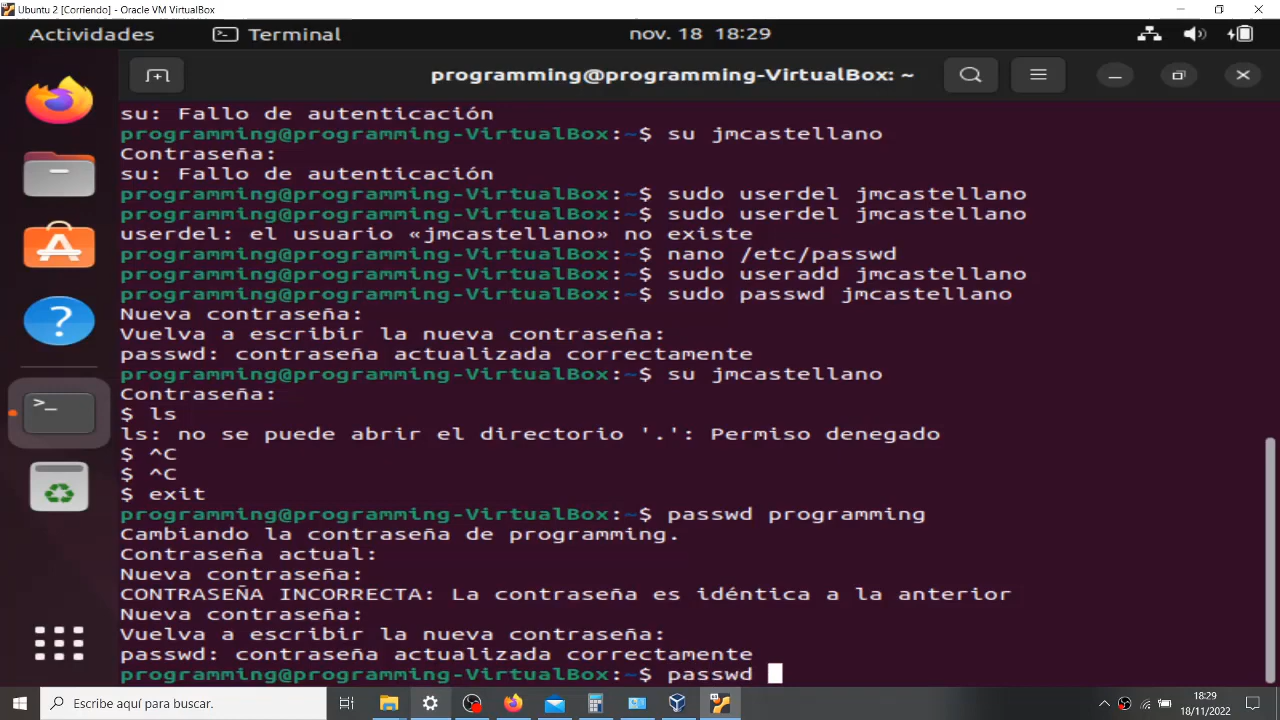 Ubuntu 2 [Corriendo] - Oracle VM VirtualBox
Actividades
Terminal
nov. 18 18:29
programming@programming-VirtualBox: ~
su: Fallo de autenticación
programming@programming-VirtualBox:~$ su jmcastellano
Contraseña:
su: Fallo de autenticación
programming@programming-VirtualBox:~$ sudo userdel jmcastellano
programming@programming-VirtualBox:~$ sudo userdel jmcastellano
userdel: el usuario «jmcastellano» no existe
programming@programming-VirtualBox:~$ nano /etc/passwd
programming@programming-VirtualBox:~$ sudo useradd jmcastellano
programming@programming-VirtualBox:~$ sudo passwd jmcastellano
Nueva contraseña:
Vuelva a escribir la nueva contraseña:
passwd: contraseña actualizada correctamente
programming@programming-VirtualBox:~$ su jmcastellano
Contraseña:
$ ls
ls: no se puede abrir el directorio '.': Permiso denegado
$ ^C
$ ^C
$ exit
programming@programming-VirtualBox:~$ passwd programming
Cambiando la contraseña de programming.
Contraseña actual:
Nueva contraseña:
CONTRASEÑA INCORRECTA: La contraseña es idéntica a la anterior
Nueva contraseña:
Vuelva a escribir la nueva contraseña:
passwd: contraseña actualizada correctamente
programming@programming-VirtualBox:~$ passwd
Escribe aquí para buscar.
18:29
18/11/2022